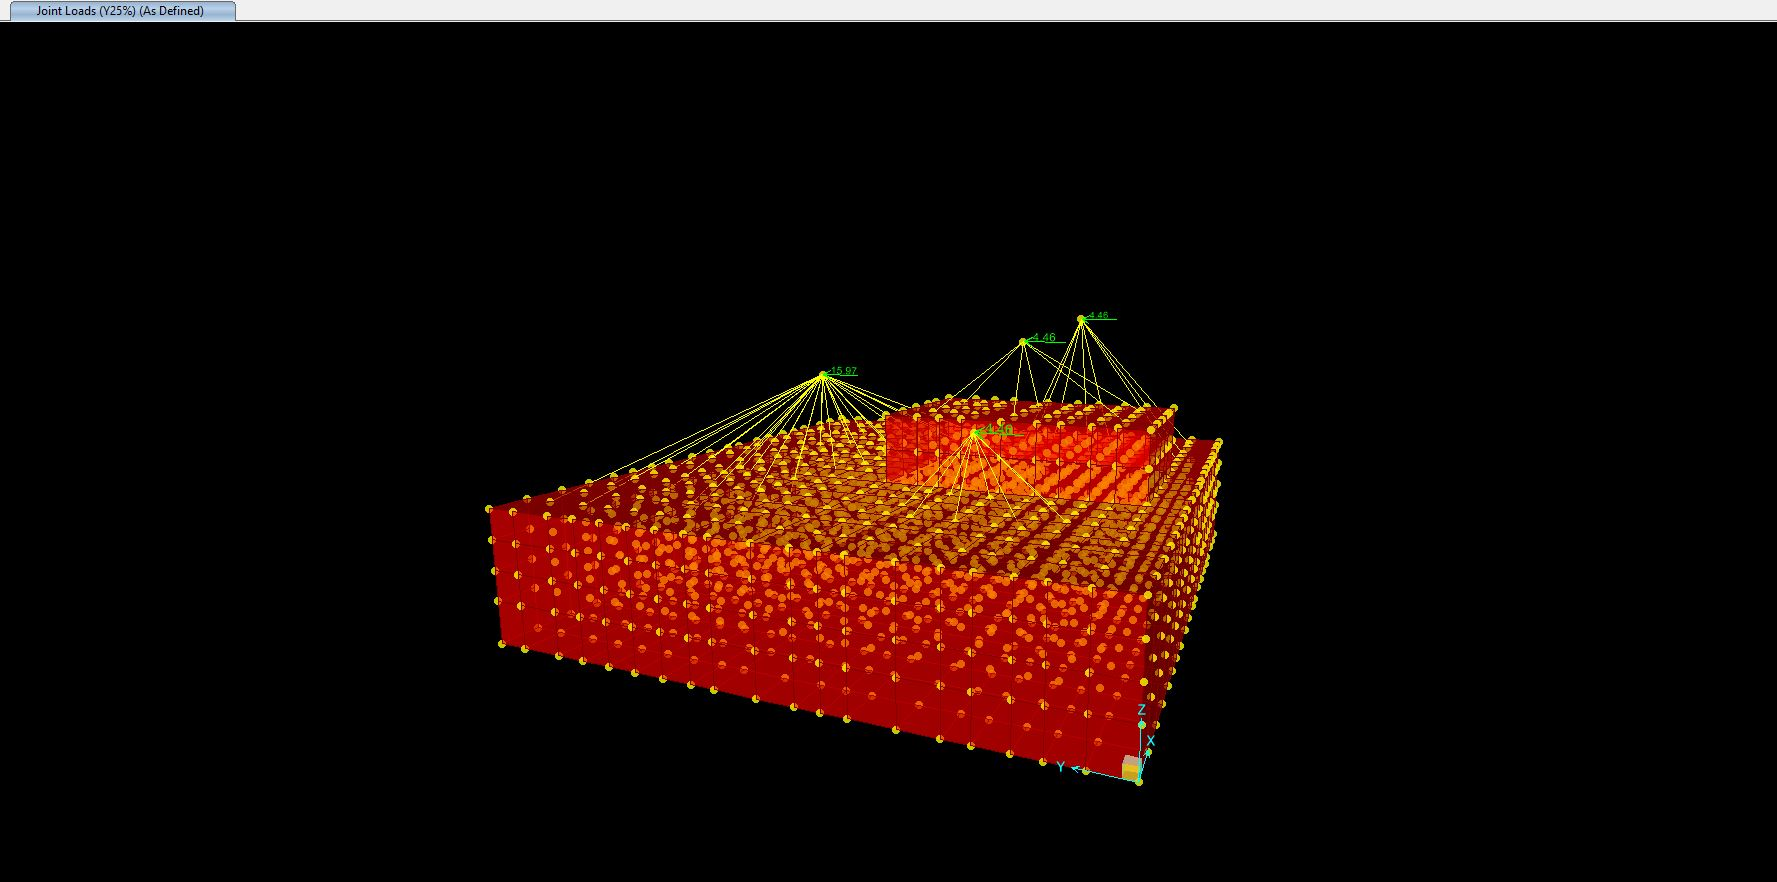 Joint Loads (Y25%) (As Defined)
4.46
4.46
15.97
Z
X
Y